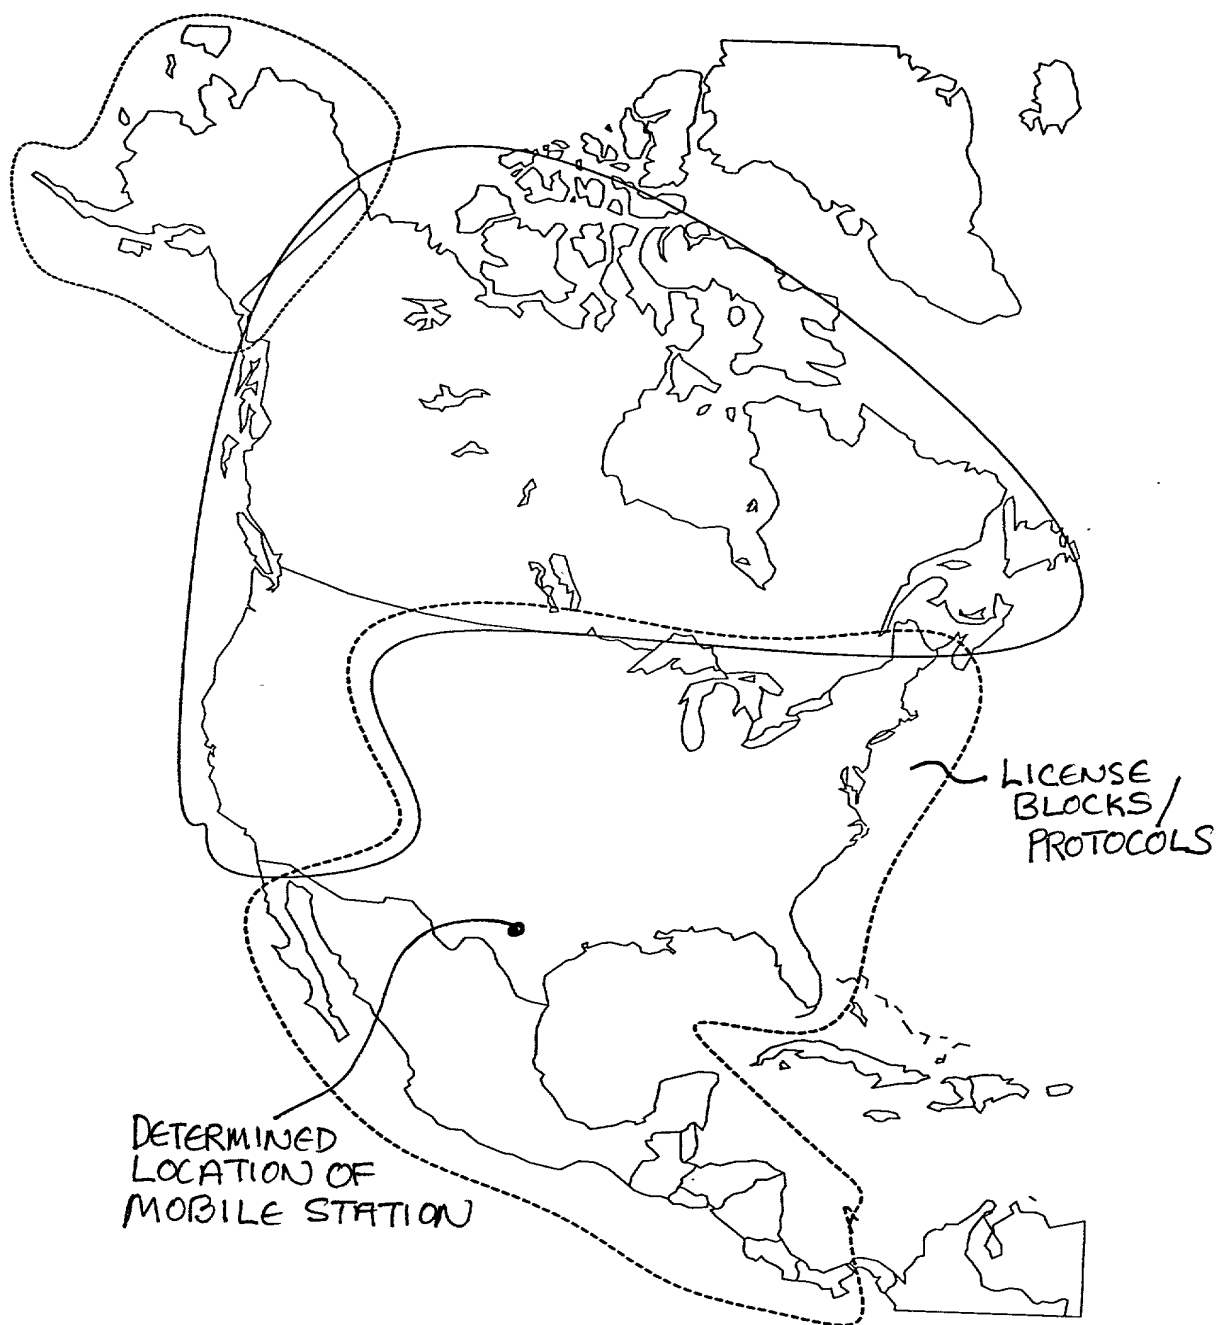 LICENSE
BLOCKS/
PROTOCOLS
DETERMINED
LOCATION OF
MOBILE STATION